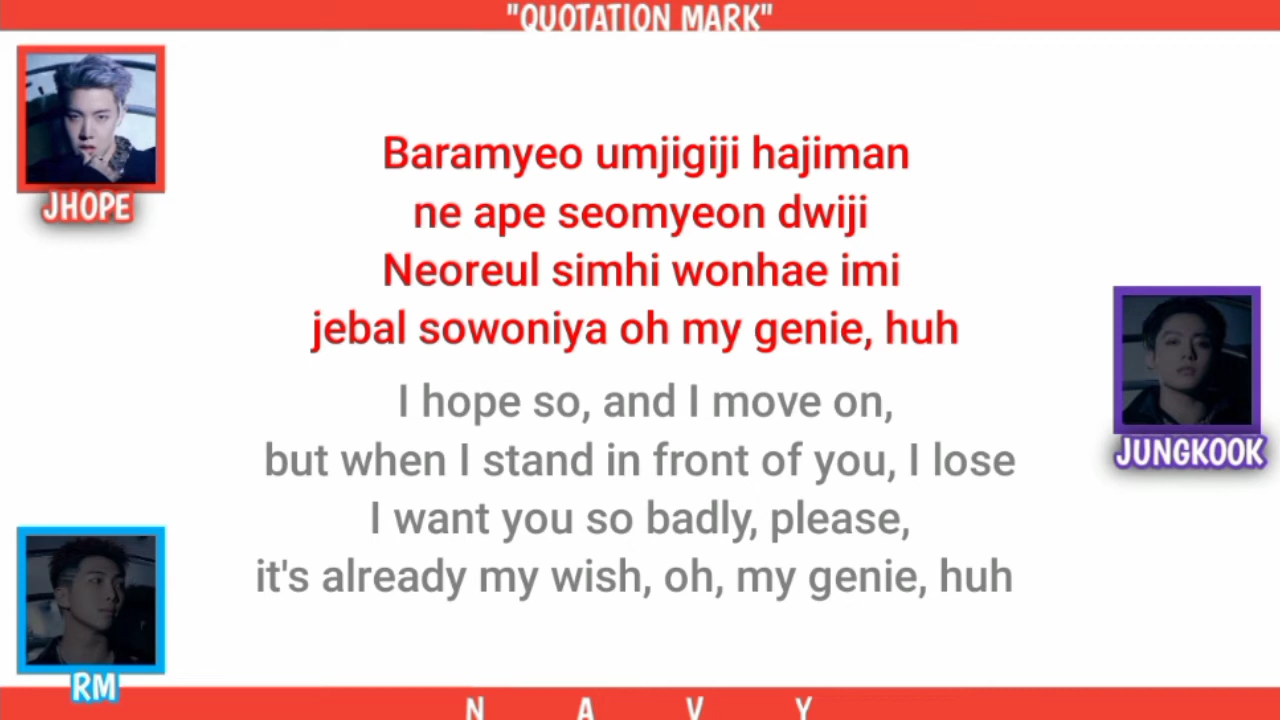 "QUOTATION MARK"
JHOPE
Baramyeo umjigiji hajiman
ne ape seomyeon dwiji
Neoreul simhi wonhae imi
jebal sowoniya oh my genie, huh
I hope so, and I move on,
but when I stand in front of you, I lose
I want you so badly, please,
it's already my wish, oh, my genie, huh
JUNGKOOK
RM
N A V Y